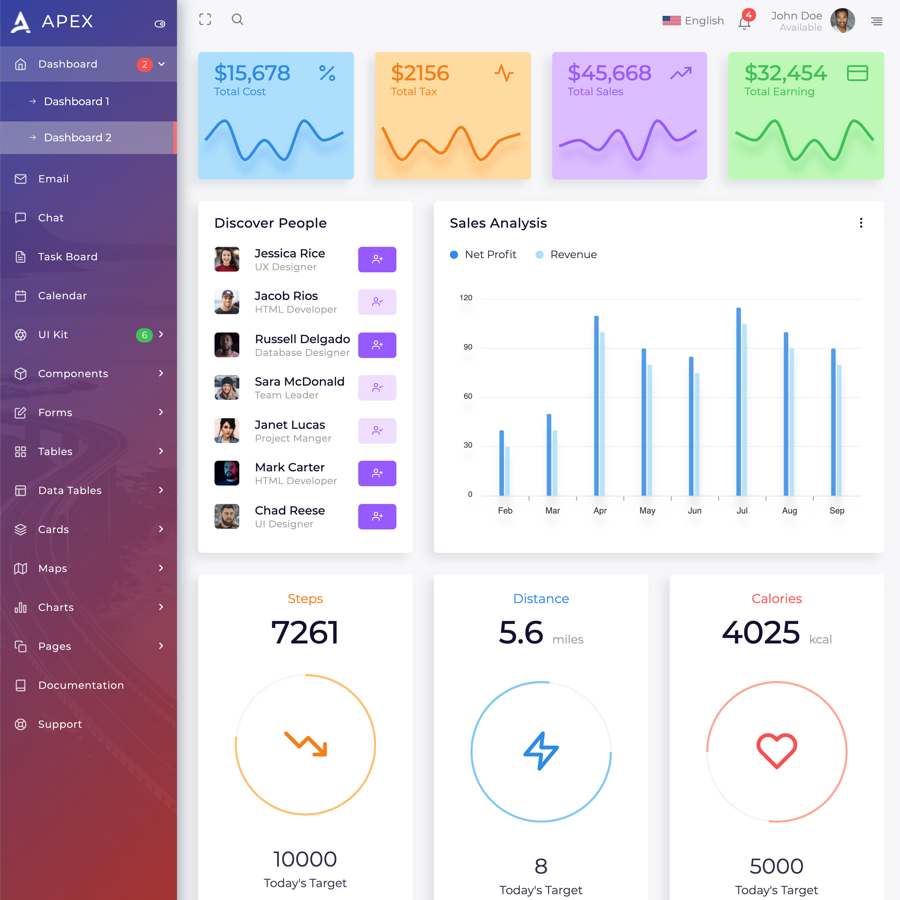 APEX
Dashboard 2
Dashboard 1
Dashboard 2
Email
Chat
Task Board
Calendar
UI Kit 6
Components
Forms
Tables
Data Tables
Cards
Maps
Charts
Pages
Documentation
Support
English
4
John Doe
Available
$15,678
Total Cost
$2156
Total Tax
$45,668
Total Sales
$32,454
Total Earning
Discover People
Jessica Rice
UX Designer
Jacob Rios
HTML Developer
Russell Delgado
Database Designer
Sara McDonald
Team Leader
Janet Lucas
Project Manger
Mark Carter
HTML Developer
Chad Reese
UI Designer
Sales Analysis
Net Profit Revenue
120
90
60
30
0
Feb Mar Apr May Jun Jul Aug Sep
Steps
7261
10000
Today's Target
Distance
5.6 miles
8
Today's Target
Calories
4025 kcal
5000
Today's Target